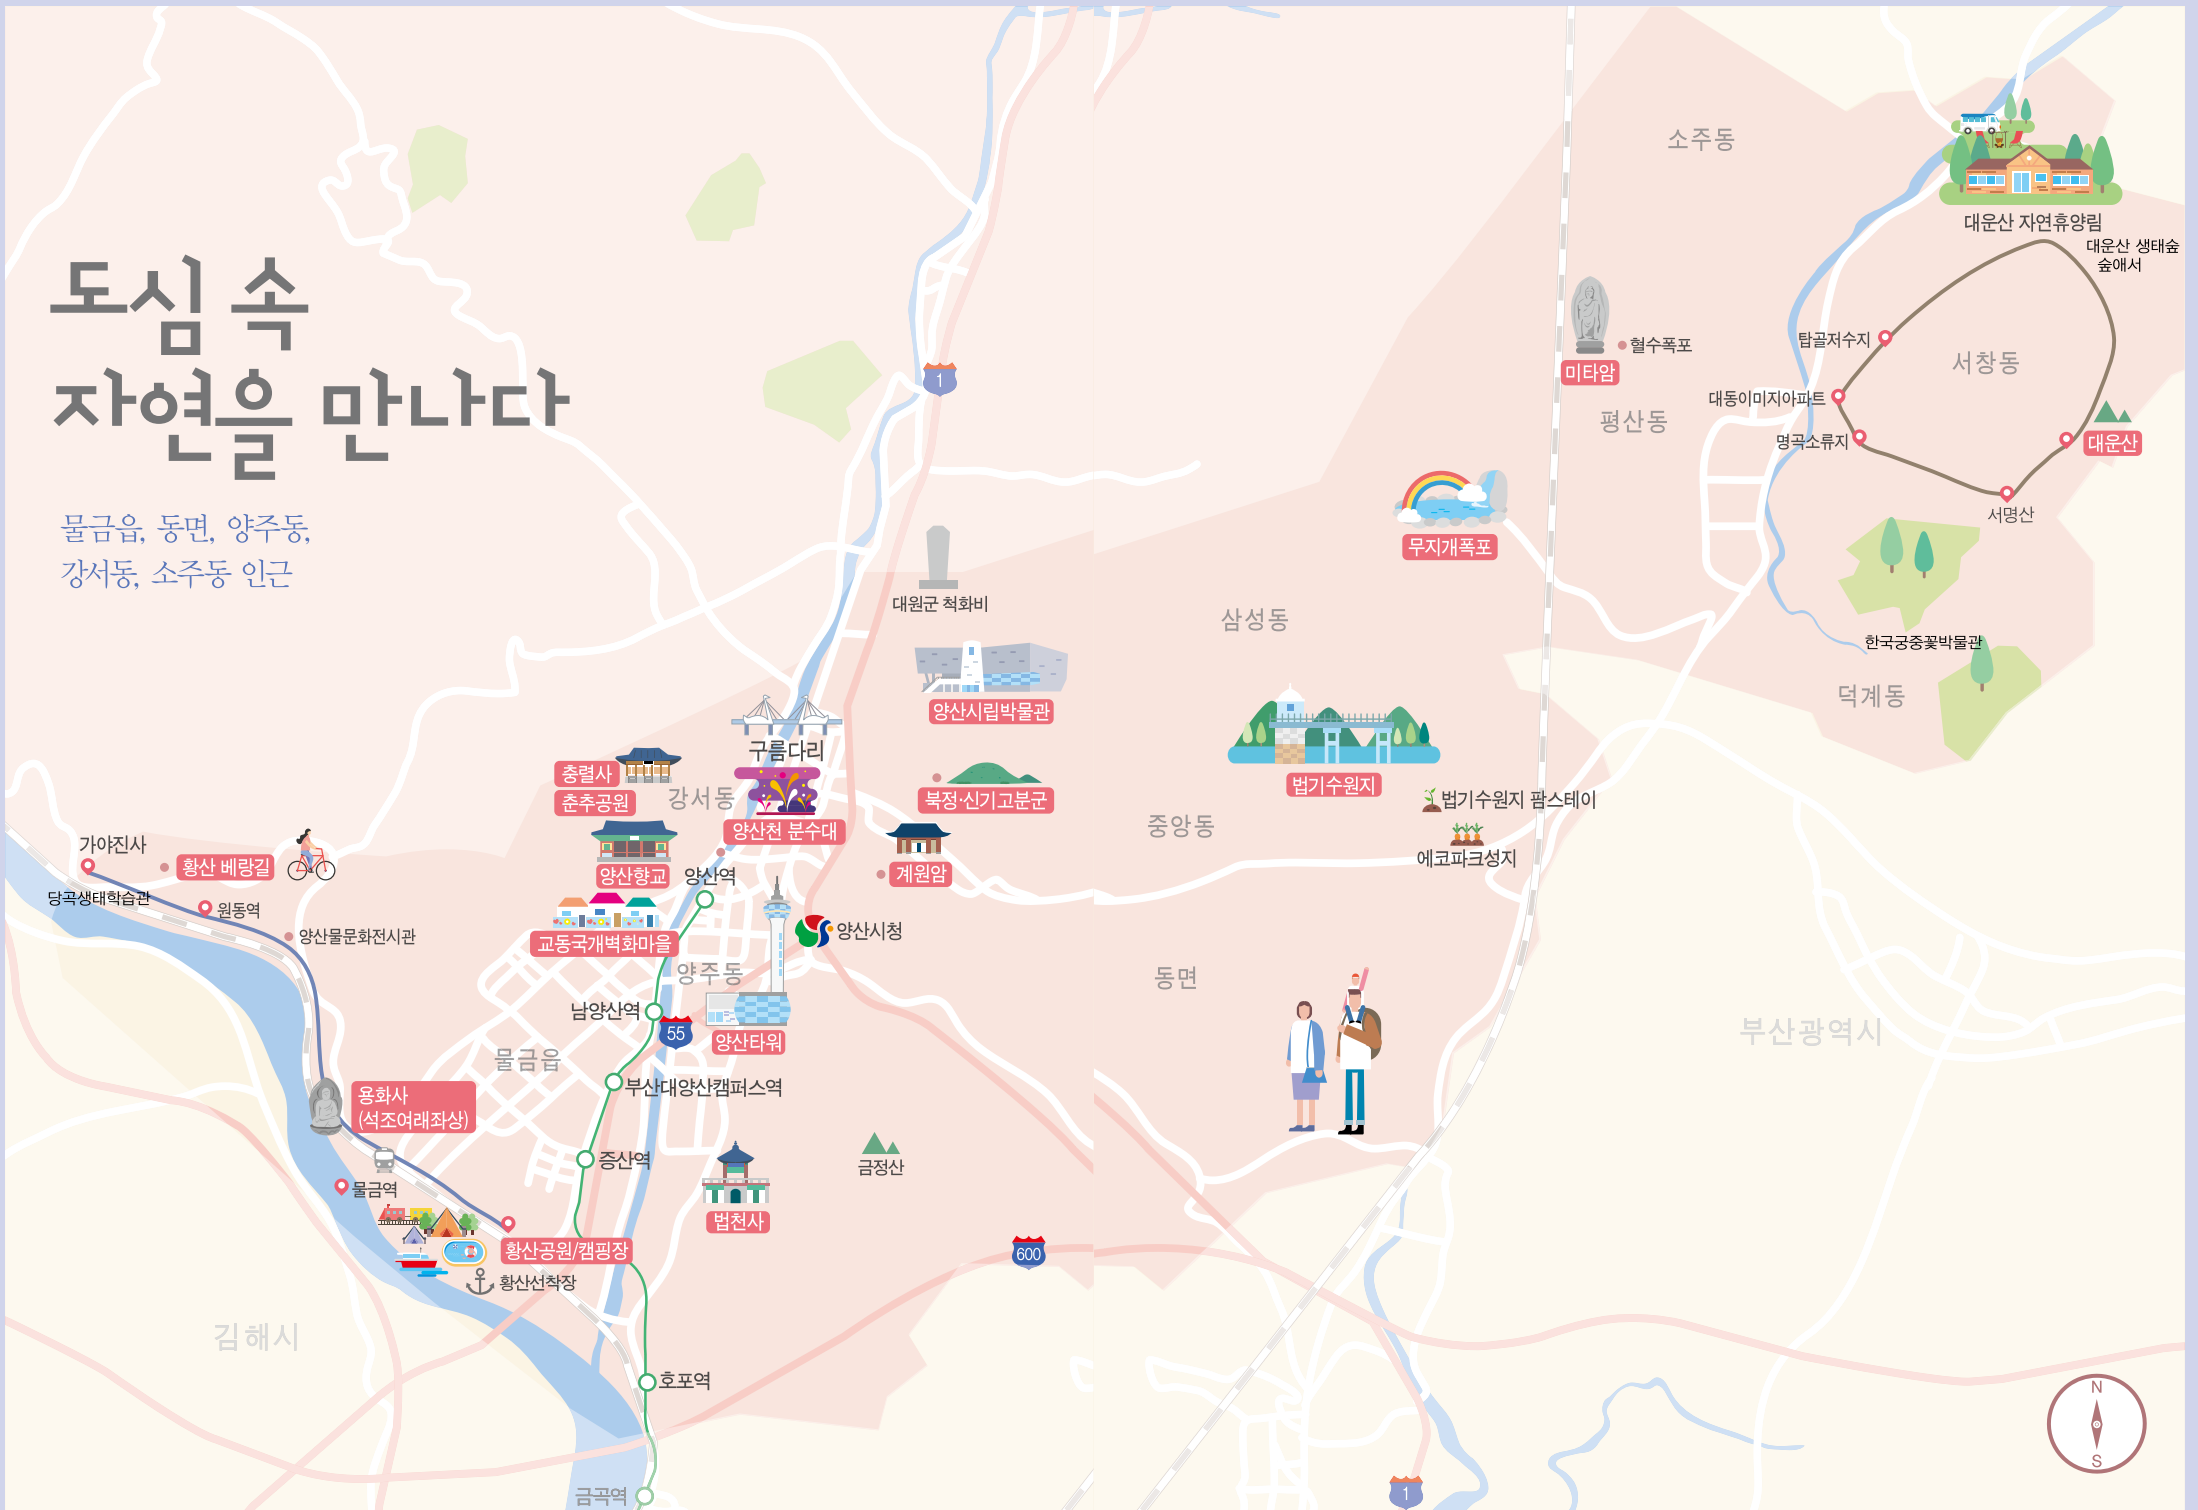 도심 속
자연을 만나다
물금읍, 동면, 양주동,
강서동, 소주동 인근
소주동
대운산 자연휴양림
대운산 생태숲
숲애서
탑골저수지
서창동
혈수폭포
미타암
1
대동이미지아파트
평산동
명곡소류지
대운산
서명산
무지개폭포
대원군 척화비
삼성동
한국궁중꽃박물관
덕계동
양산시립박물관
구름다리
충렬사
춘추공원
강서동
북정·신기고분군
법기수원지
법기수원지 팜스테이
양산천 분수대
중앙동
에코파크성지
가야진사
황산 베랑길
양산향교
양산역
계원암
당곡생태학습관
원동역
양산물문화전시관
교동국개벽화마을
양산시청
양주동
동면
남양산역
55
양산타워
부산광역시
물금읍
부산대양산캠퍼스역
용화사
(석조여래좌상)
증산역
금정산
물금역
법천사
황산공원/캠핑장
600
황산선착장
김해시
호포역
N
S
금곡역
1